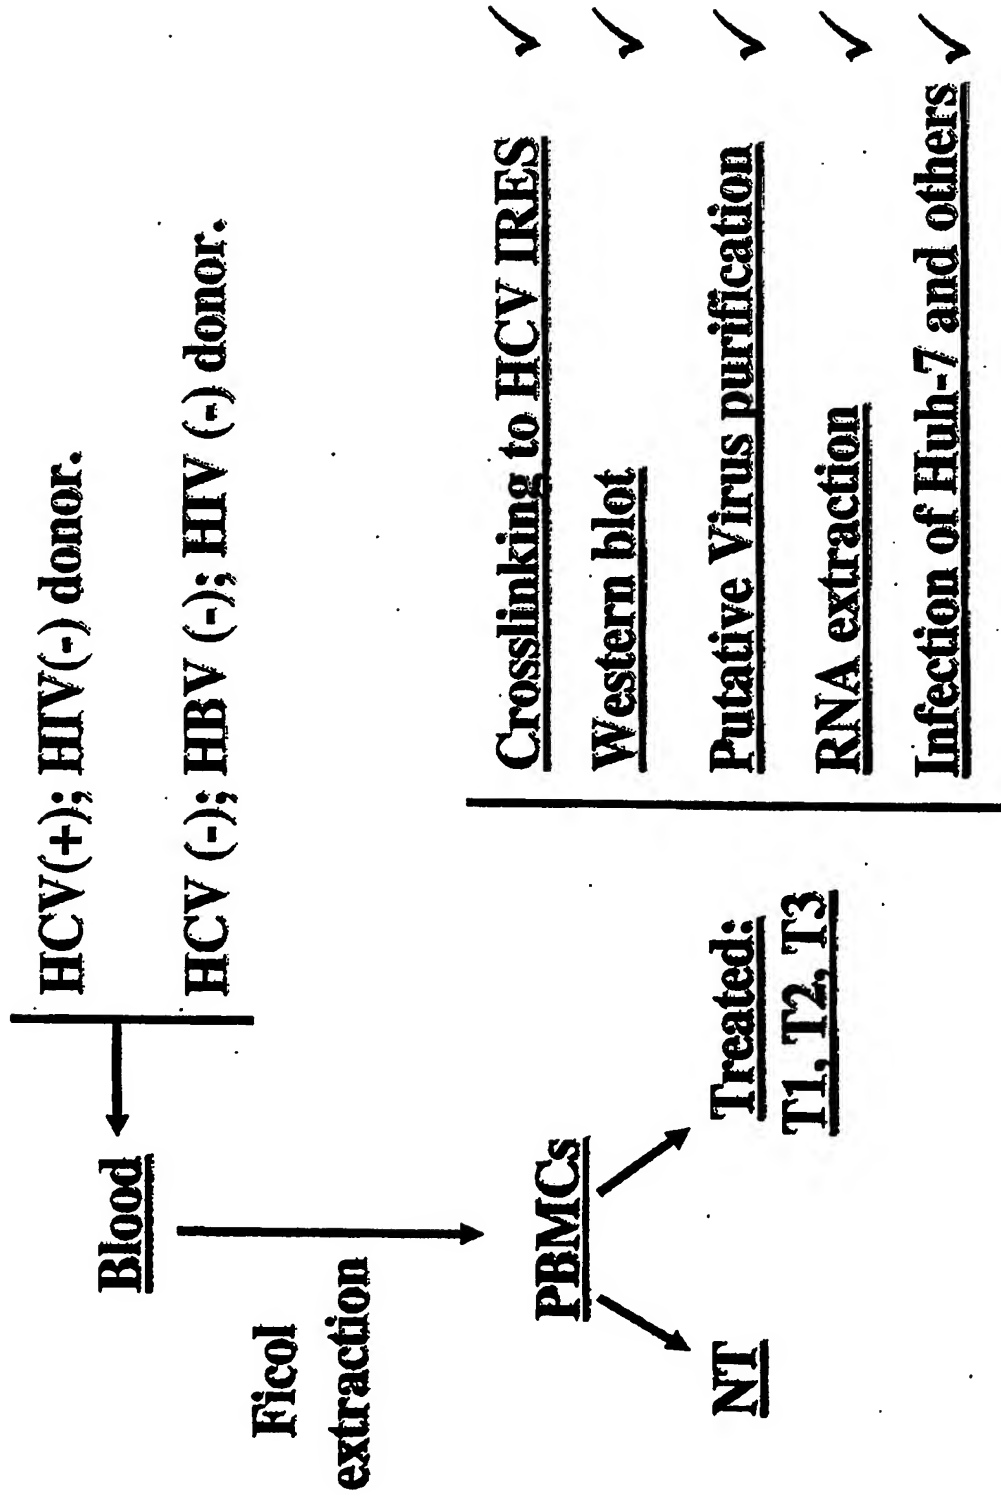 HCV(+); HIV(-) donor.
HCV (-); HBV (-); HIV (-) donor.
Blood
Ficol
extraction
PBMCs
NT
Treated:
T1, T2, T3
Crosslinking to HCV IRES ✓
Western blot ✓
Putative Virus purification ✓
RNA extraction ✓
Infection of Huh-7 and others ✓